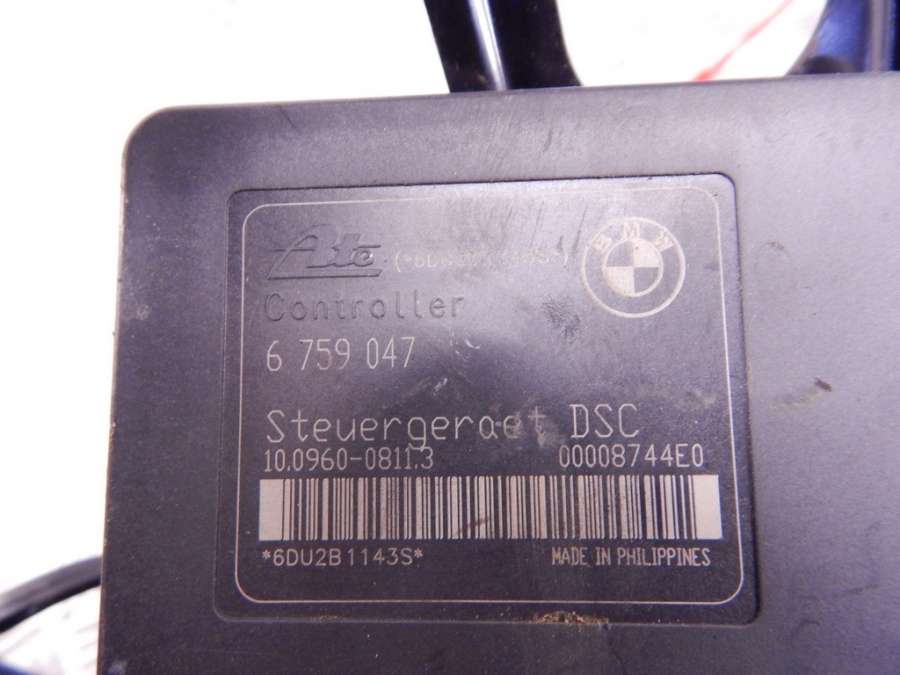 Ate
BMW
Controller
6 759 047
Steuergeraet DSC
10.0960-0811.3 00008744E0
*6DU2B1143S* MADE IN PHILIPPINES